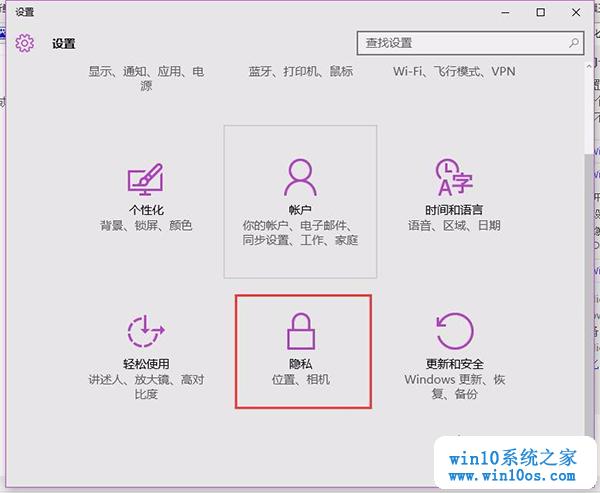 设置
设置
查找设置
显示、通知、应用、电
源
蓝牙、打印机、鼠标
Wi-Fi、飞行模式、VPN
个性化
背景、锁屏、颜色
帐户
你的帐户、电子邮件、
同步设置、工作、家庭
时间和语言
语音、区域、日期
轻松使用
讲述人、放大镜、高对
比度
隐私
位置、相机
更新和安全
Windows 更新、恢
复、备份
win10系统之家
www.win10os.com